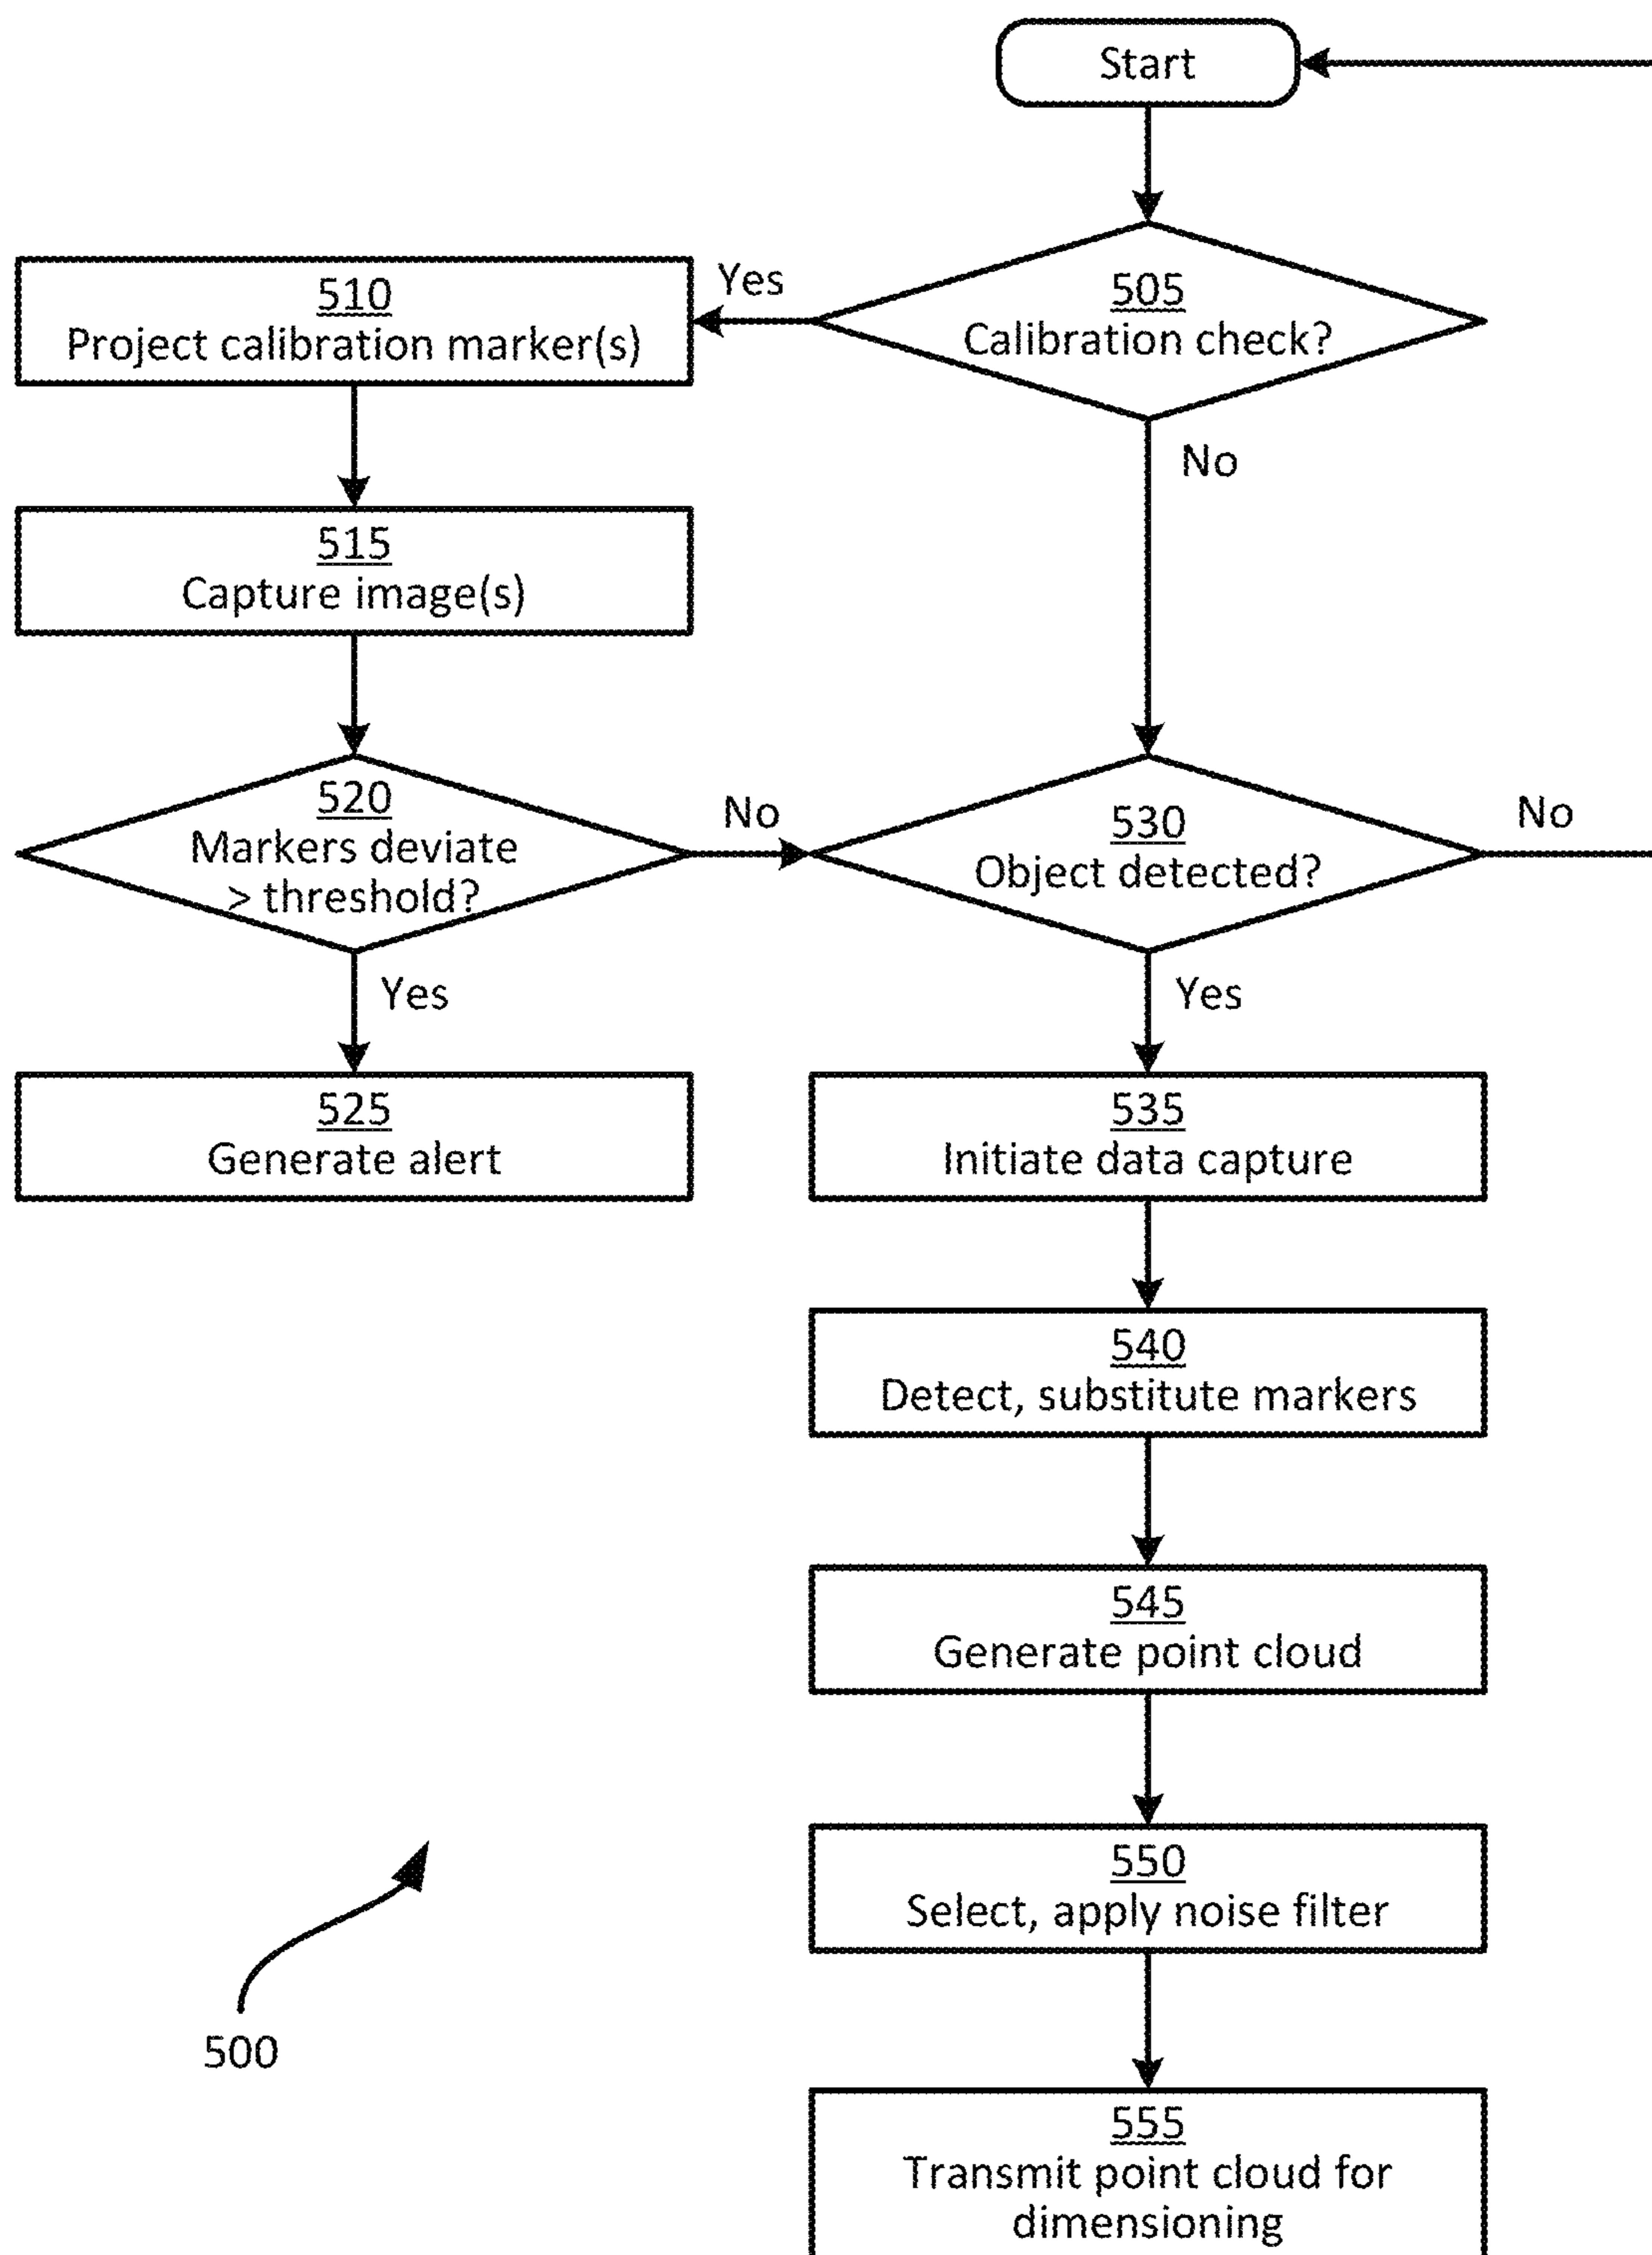 Start
505
Calibration check?
Yes
No
510
Project calibration marker(s)
515
Capture image(s)
520
Markers deviate
> threshold?
No
Yes
525
Generate alert
530
Object detected?
No
Yes
535
Initiate data capture
540
Detect, substitute markers
545
Generate point cloud
550
Select, apply noise filter
555
Transmit point cloud for
dimensioning
500